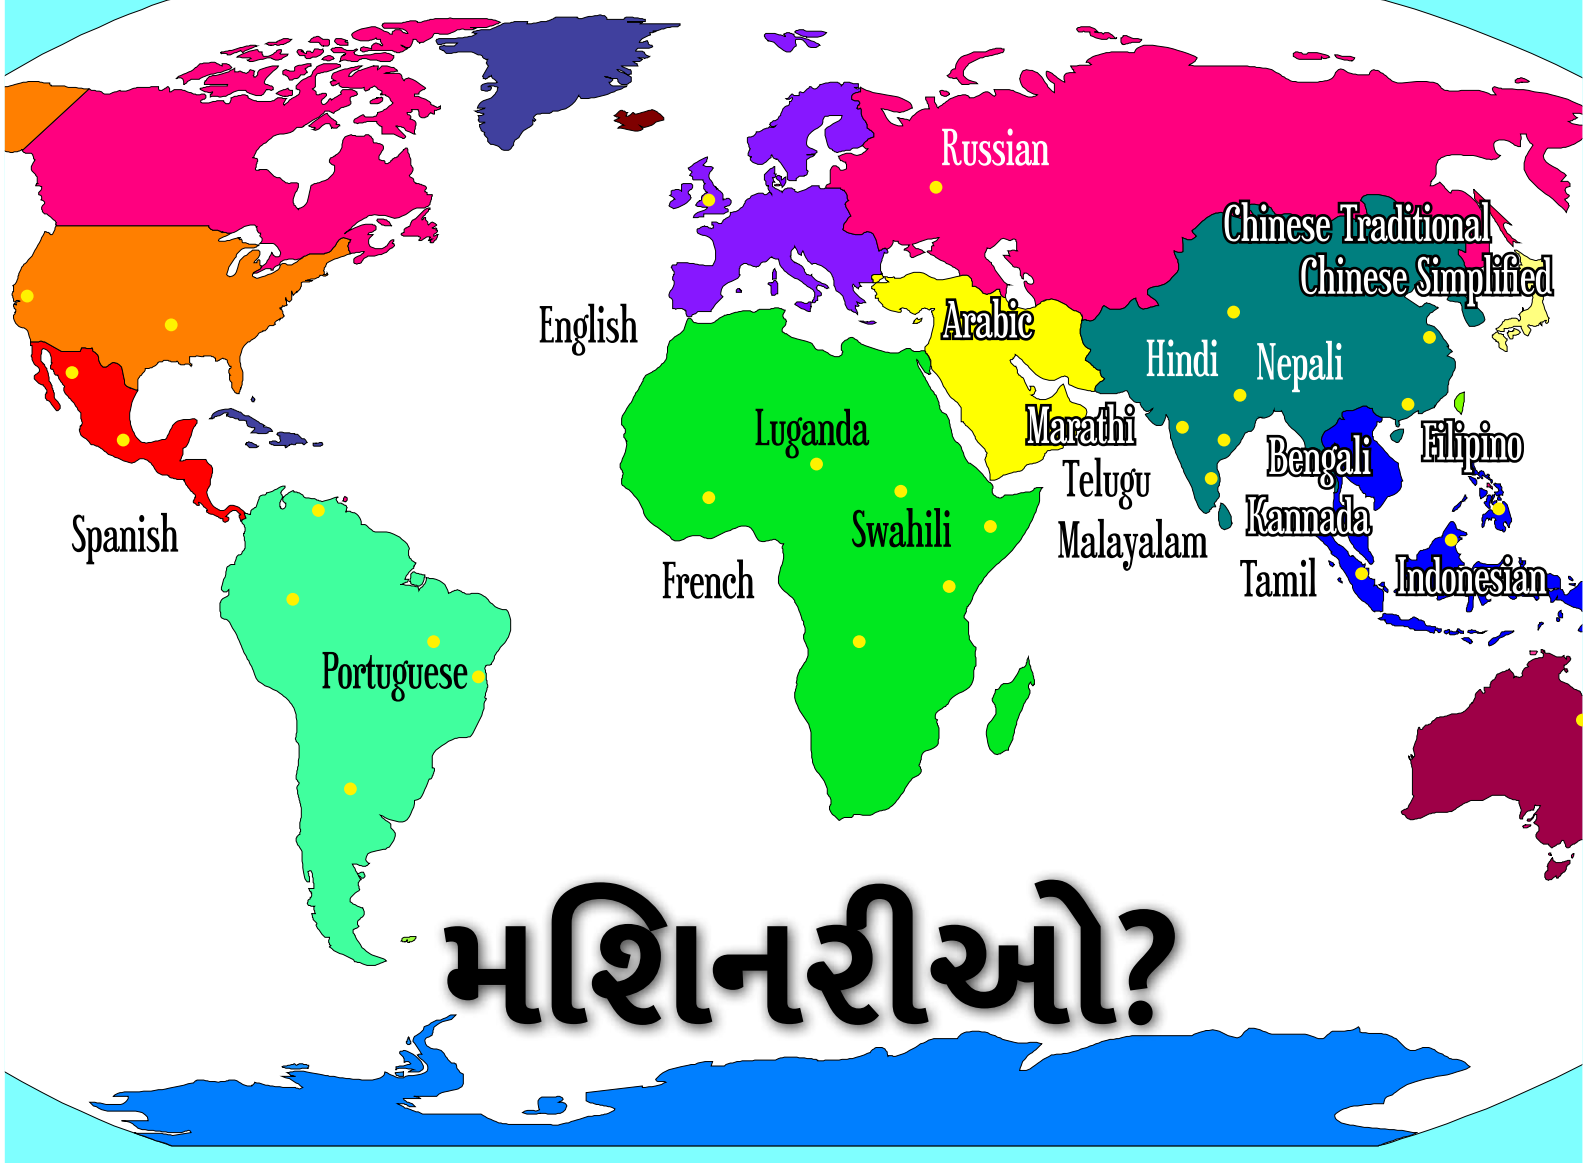 Russian
Chinese Traditional
Chinese Simplified
English
Arabic
Hindi
Nepali
Luganda
Marathi
Telugu
Bengali
Filipino
Spanish
French
Swahili
Malayalam
Kannada
Tamil
Indonesian
Portuguese
મશિનરીઓ?